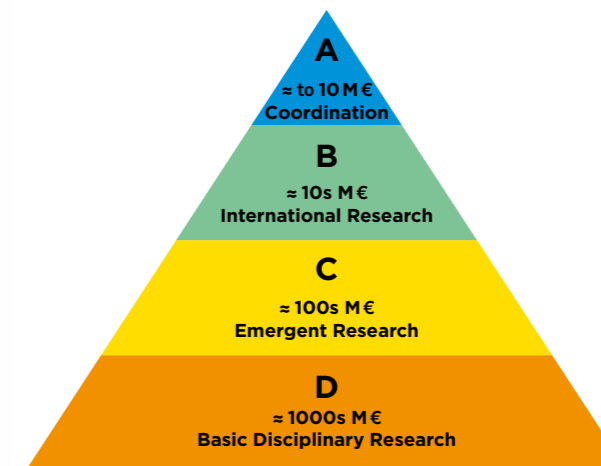 A
≈ to 10 M €
Coordination
B
≈ 10s M €
International Research
C
≈ 100s M €
Emergent Research
D
≈ 1000s M €
Basic Disciplinary Research